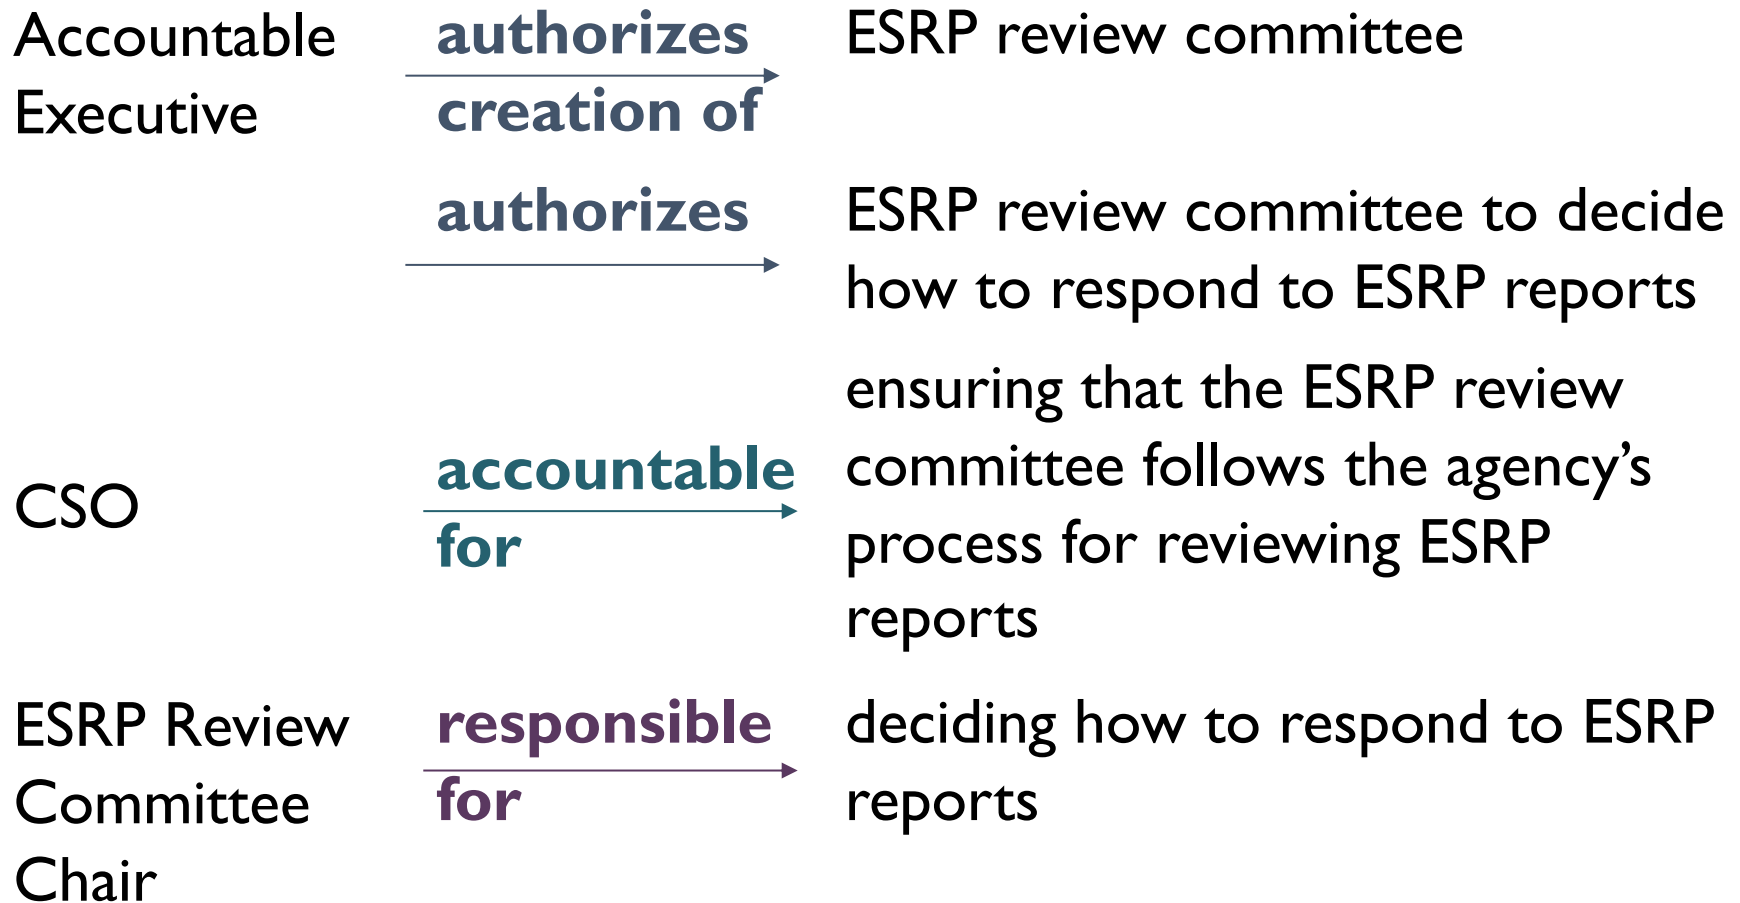 Accountable
Executive
authorizes
creation of
ESRP review committee
authorizes
ESRP review committee to decide
how to respond to ESRP reports
CSO
accountable
for
ensuring that the ESRP review
committee follows the agency’s
process for reviewing ESRP
reports
ESRP Review
Committee
Chair
responsible
for
deciding how to respond to ESRP
reports